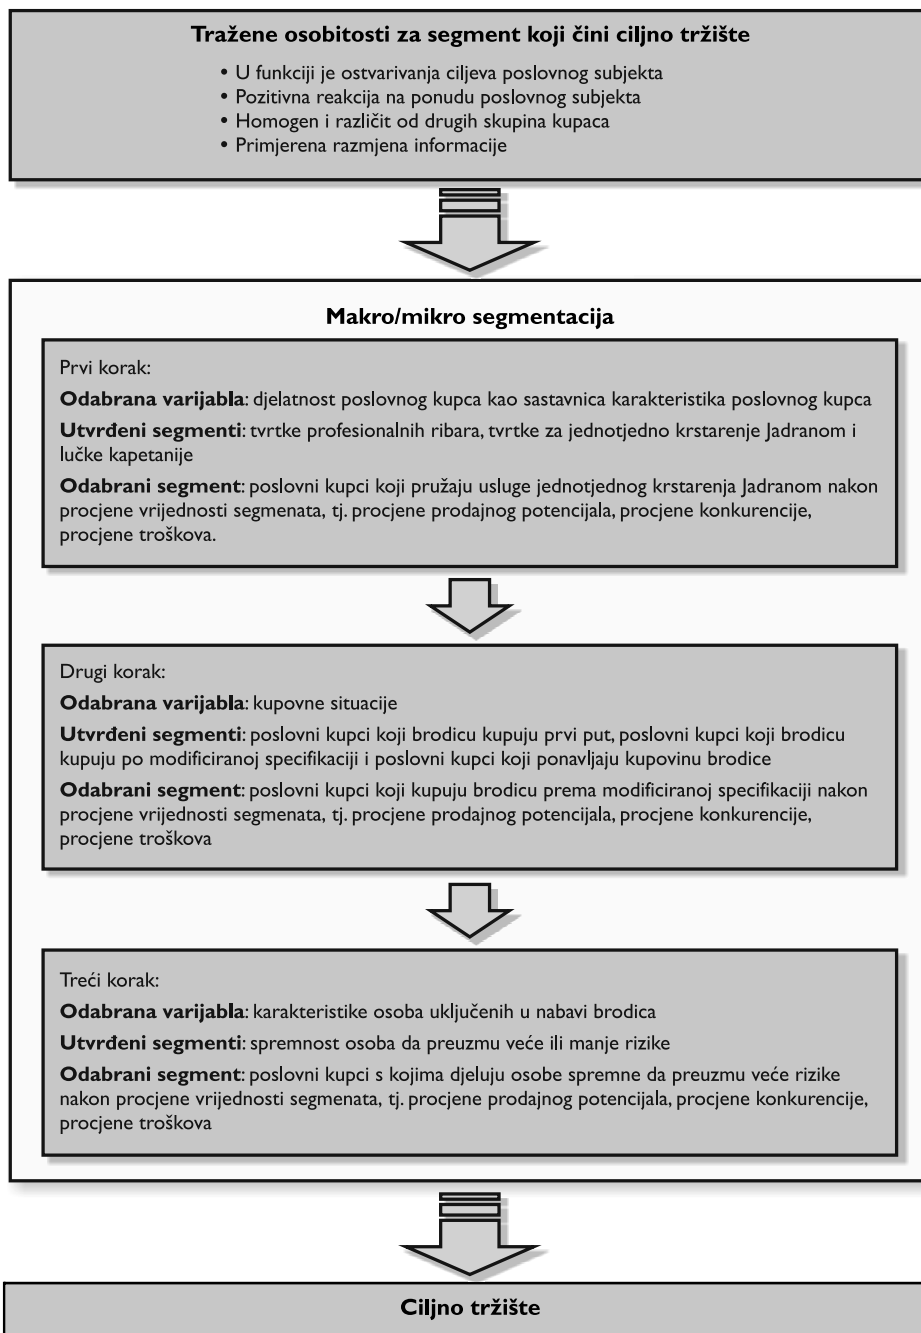 Tražene osobitosti za segment koji čini ciljno tržište
• U funkciji je ostvarivanja ciljeva poslovnog subjekta
• Pozitivna reakcija na ponudu poslovnog subjekta
• Homogen i različit od drugih skupina kupaca
• Primjerena razmjena informacije
Makro/mikro segmentacija
Prvi korak:
Odabrana varijabla: djelatnost poslovnog kupca kao sastavnica karakteristika poslovnog kupca
Utvrđeni segmenti: tvrtke profesionalnih ribara, tvrtke za jednotjedno krstarenje Jadranom i
lučke kapetanije
Odabrani segment: poslovni kupci koji pružaju usluge jednotjednog krstarenja Jadranom nakon
procjene vrijednosti segmenata, tj. procjene prodajnog potencijala, procjene konkurencije,
procjene troškova.
Drugi korak:
Odabrana varijabla: kupovne situacije
Utvrđeni segmenti: poslovni kupci koji brodicu kupuju prvi put, poslovni kupci koji brodicu
kupuju po modificiranoj specifikaciji i poslovni kupci koji ponavljaju kupovinu brodice
Odabrani segment: poslovni kupci koji kupuju brodicu prema modificiranoj specifikaciji nakon
procjene vrijednosti segmenata, tj. procjene prodajnog potencijala, procjene konkurencije,
procjene troškova
Treći korak:
Odabrana varijabla: karakteristike osoba uključenih u nabavi brodica
Utvrđeni segmenti: spremnost osoba da preuzmu veće ili manje rizike
Odabrani segment: poslovni kupci s kojima djeluju osobe spremne da preuzmu veće rizike
nakon procjene vrijednosti segmenata, tj. procjene prodajnog potencijala, procjene konkurencije,
procjene troškova
Ciljno tržište